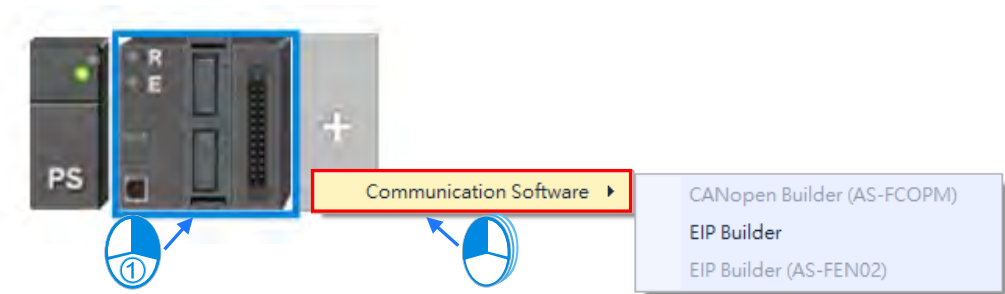 R
E
+
PS
Communication Software
CANopen Builder (AS-FCOPM)
EIP Builder
EIP Builder (AS-FEN02)
①